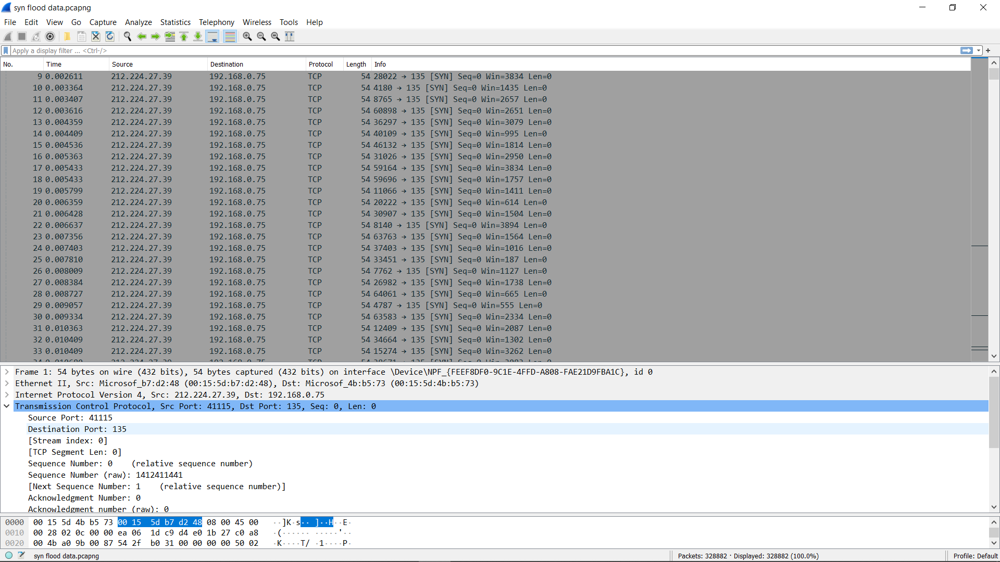 syn flood data.pcapng
File Edit View Go Capture Analyze Statistics Telephony Wireless Tools Help
Apply a display filter ... <Ctrl-/>
No. Time Source Destination Protocol Length Info
9 0.002611 212.224.27.39 192.168.0.75 TCP 54 28022 → 135 [SYN] Seq=0 Win=3834 Len=0
10 0.003364 212.224.27.39 192.168.0.75 TCP 54 4180 → 135 [SYN] Seq=0 Win=1435 Len=0
11 0.003407 212.224.27.39 192.168.0.75 TCP 54 8765 → 135 [SYN] Seq=0 Win=2657 Len=0
12 0.003616 212.224.27.39 192.168.0.75 TCP 54 60898 → 135 [SYN] Seq=0 Win=2651 Len=0
13 0.004359 212.224.27.39 192.168.0.75 TCP 54 36297 → 135 [SYN] Seq=0 Win=3079 Len=0
14 0.004409 212.224.27.39 192.168.0.75 TCP 54 40109 → 135 [SYN] Seq=0 Win=995 Len=0
15 0.004536 212.224.27.39 192.168.0.75 TCP 54 46132 → 135 [SYN] Seq=0 Win=1814 Len=0
16 0.005363 212.224.27.39 192.168.0.75 TCP 54 31026 → 135 [SYN] Seq=0 Win=2950 Len=0
17 0.005433 212.224.27.39 192.168.0.75 TCP 54 59164 → 135 [SYN] Seq=0 Win=3834 Len=0
18 0.005433 212.224.27.39 192.168.0.75 TCP 54 59696 → 135 [SYN] Seq=0 Win=1757 Len=0
19 0.005799 212.224.27.39 192.168.0.75 TCP 54 11066 → 135 [SYN] Seq=0 Win=1411 Len=0
20 0.006359 212.224.27.39 192.168.0.75 TCP 54 20222 → 135 [SYN] Seq=0 Win=614 Len=0
21 0.006428 212.224.27.39 192.168.0.75 TCP 54 30907 → 135 [SYN] Seq=0 Win=1504 Len=0
22 0.006637 212.224.27.39 192.168.0.75 TCP 54 8140 → 135 [SYN] Seq=0 Win=3894 Len=0
23 0.007356 212.224.27.39 192.168.0.75 TCP 54 63763 → 135 [SYN] Seq=0 Win=1564 Len=0
24 0.007403 212.224.27.39 192.168.0.75 TCP 54 37403 → 135 [SYN] Seq=0 Win=1016 Len=0
25 0.007810 212.224.27.39 192.168.0.75 TCP 54 33451 → 135 [SYN] Seq=0 Win=187 Len=0
26 0.008009 212.224.27.39 192.168.0.75 TCP 54 7762 → 135 [SYN] Seq=0 Win=1127 Len=0
27 0.008384 212.224.27.39 192.168.0.75 TCP 54 26982 → 135 [SYN] Seq=0 Win=1738 Len=0
28 0.008727 212.224.27.39 192.168.0.75 TCP 54 64061 → 135 [SYN] Seq=0 Win=665 Len=0
29 0.009057 212.224.27.39 192.168.0.75 TCP 54 4787 → 135 [SYN] Seq=0 Win=555 Len=0
30 0.009334 212.224.27.39 192.168.0.75 TCP 54 63583 → 135 [SYN] Seq=0 Win=2334 Len=0
31 0.010363 212.224.27.39 192.168.0.75 TCP 54 12409 → 135 [SYN] Seq=0 Win=2087 Len=0
32 0.010409 212.224.27.39 192.168.0.75 TCP 54 34664 → 135 [SYN] Seq=0 Win=1302 Len=0
33 0.010409 212.224.27.39 192.168.0.75 TCP 54 15274 → 135 [SYN] Seq=0 Win=3262 Len=0
Frame 1: 54 bytes on wire (432 bits), 54 bytes captured (432 bits) on interface \Device\NPF_{FEEF8DF0-9C1E-4FFD-A808-FAE21D9FBA1C}, id 0
Ethernet II, Src: Microsof_b7:d2:48 (00:15:5d:b7:d2:48), Dst: Microsof_4b:b5:73 (00:15:5d:4b:b5:73)
Internet Protocol Version 4, Src: 212.224.27.39, Dst: 192.168.0.75
Transmission Control Protocol, Src Port: 41115, Dst Port: 135, Seq: 0, Len: 0
Source Port: 41115
Destination Port: 135
[Stream index: 0]
[TCP Segment Len: 0]
Sequence Number: 0 (relative sequence number)
Sequence Number (raw): 1412411441
[Next Sequence Number: 1 (relative sequence number)]
Acknowledgment Number: 0
Acknowledgment number (raw): 0
0000 00 15 5d 4b b5 73 00 15 5d b7 d2 48 08 00 45 00 ··]K·s·· ]··H··E·
0010 00 28 02 0c 00 00 ea 06 1d c9 d4 e0 1b 27 c0 a8 ·(······ ·····'··
0020 00 4b a0 9b 00 87 54 2f b0 31 00 00 00 00 50 02 ·K····T/ ·1····P·
syn flood data.pcapng Packets: 328882 · Displayed: 328882 (100.0%) Profile: Default